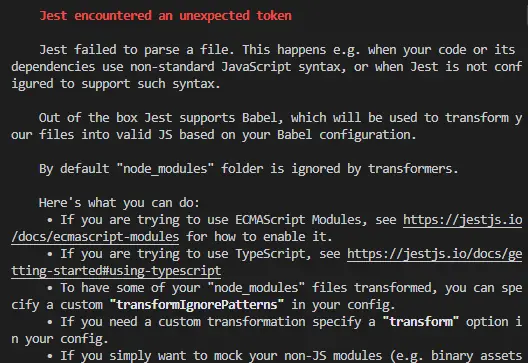 Jest encountered an unexpected token
Jest failed to parse a file. This happens e.g. when your code or its
dependencies use non-standard JavaScript syntax, or when Jest is not conf
igured to support such syntax.
Out of the box Jest supports Babel, which will be used to transform y
our files into valid JS based on your Babel configuration.
By default "node_modules" folder is ignored by transformers.
Here's what you can do:
• If you are trying to use ECMAScript Modules, see https://jestjs.io
/docs/ecmascript-modules for how to enable it.
• If you are trying to use TypeScript, see https://jestjs.io/docs/ge
tting-started#using-typescript
• To have some of your "node_modules" files transformed, you can spe
cify a custom "transformIgnorePatterns" in your config.
• If you need a custom transformation specify a "transform" option i
n your config.
• If you simply want to mock your non-JS modules (e.g. binary assets